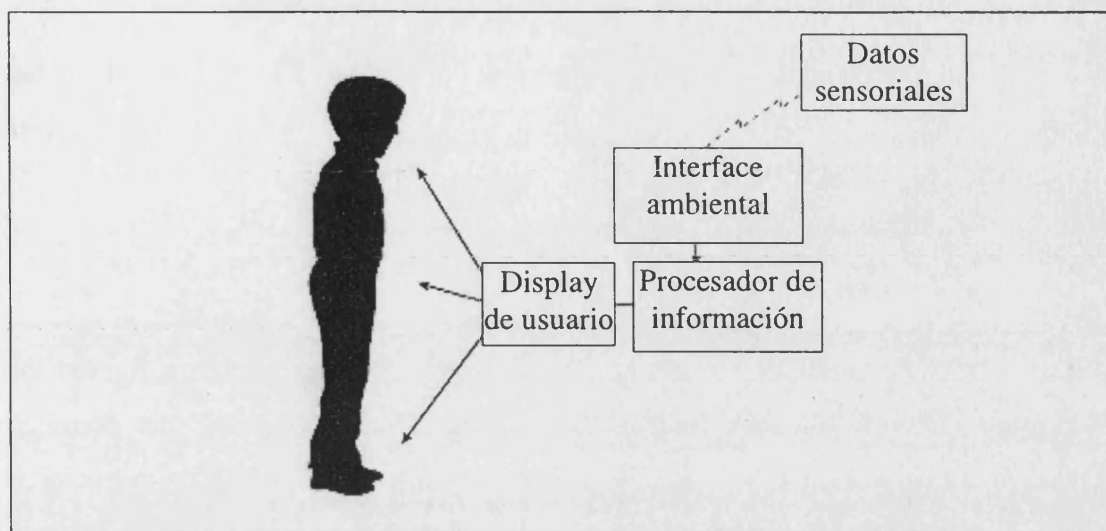 Datos
sensoriales
Interface
ambiental
Display
de usuario
Procesador de
información